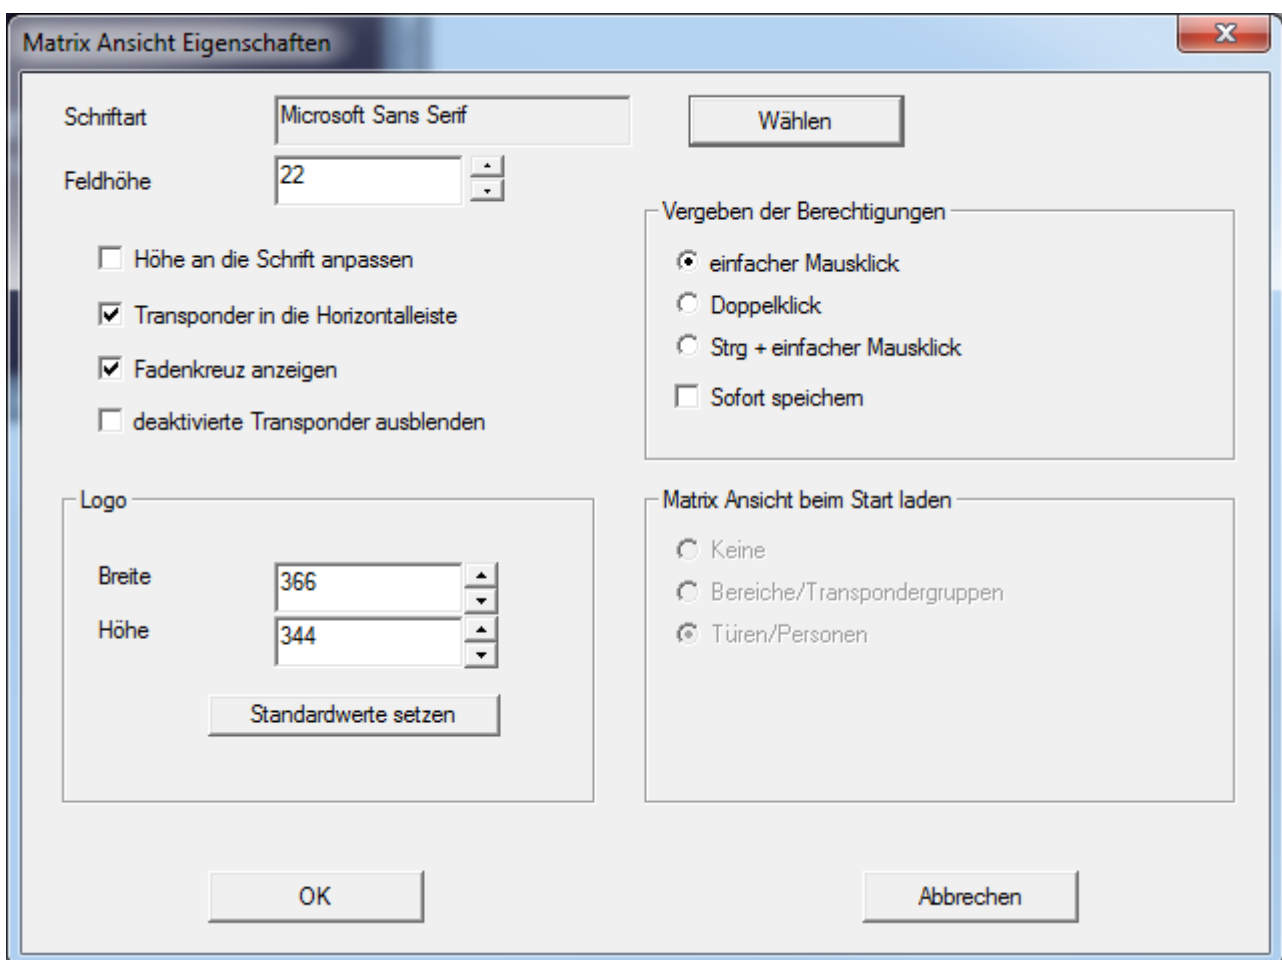 Matrix Ansicht Eigenschaften
Schriftart
Microsoft Sans Serif
Wählen
Feldhöhe
22
Höhe an die Schrift anpassen
Transponder in die Horizontalleiste
Fadenkreuz anzeigen
deaktivierte Transponder ausblenden
Vergeben der Berechtigungen
einfacher Mausklick
Doppelklick
Strg + einfacher Mausklick
Sofort speichern
Logo
Breite
366
Höhe
344
Standardwerte setzen
Matrix Ansicht beim Start laden
Keine
Bereiche/Transpondergruppen
Türen/Personen
OK
Abbrechen